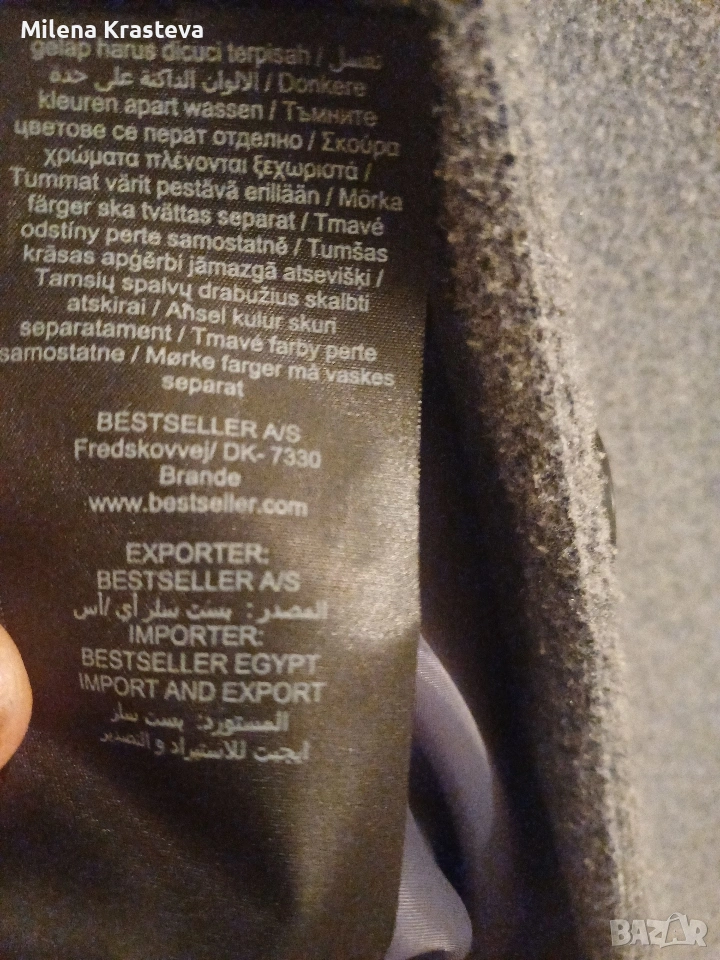 Milena Krasteva
gelap harus dicuci terpisah / تغسل
الألوان الداكنة على حدة / Donkere
kleuren apart wassen / Тъмните
цветове се перат отделно / Σκούρα
χρώματα πλένονται ξεχωριστά /
Tummat värit pestävä erillään / Mörka
färger ska tvättas separat / Tmavé
odstíny perte samostatně / Tumšas
krāsas apģērbi jāmazgā atsevišķi /
Tamsių spalvų drabužius skalbti
atskirai / Ahsel kulur skuri
separatament / Tmavé farby perte
samostatne / Mørke farger må vaskes
separat
BESTSELLER A/S
Fredskovvej/ DK- 7330
Brande
www.bestseller.com
EXPORTER:
BESTSELLER A/S
المصدر: بست سلر أي /أس
IMPORTER:
BESTSELLER EGYPT
IMPORT AND EXPORT
المستورد: بست سلر
ايجبت للاستيراد و التصدير
BAZAR